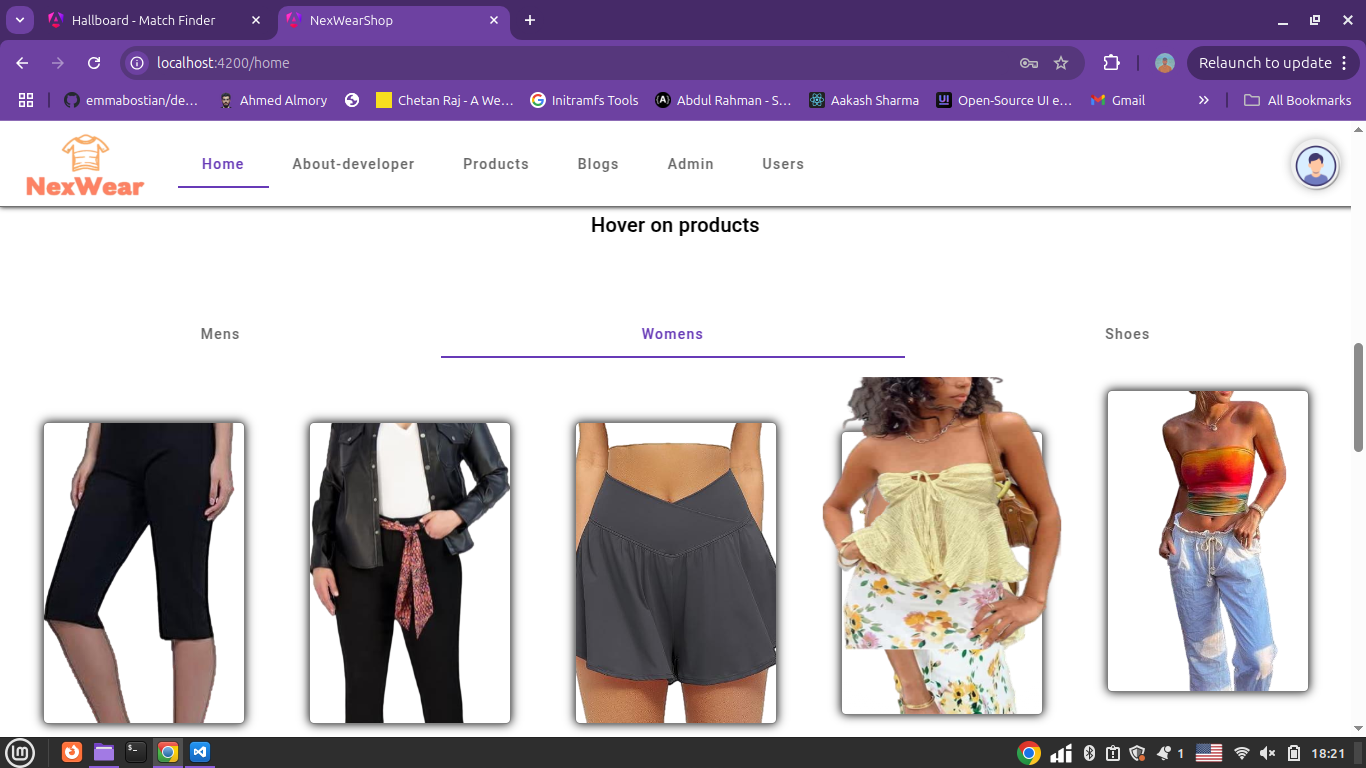 Hallboard - Match Finder
NexWearShop
localhost:4200/home
Relaunch to update
emmabostian/de...
Ahmed Almory
Chetan Raj - A We...
Initramfs Tools
Abdul Rahman - S...
Aakash Sharma
Open-Source UI e...
Gmail
All Bookmarks
NexWear
Home
About-developer
Products
Blogs
Admin
Users
Hover on products
Mens
Womens
Shoes
1
18:21